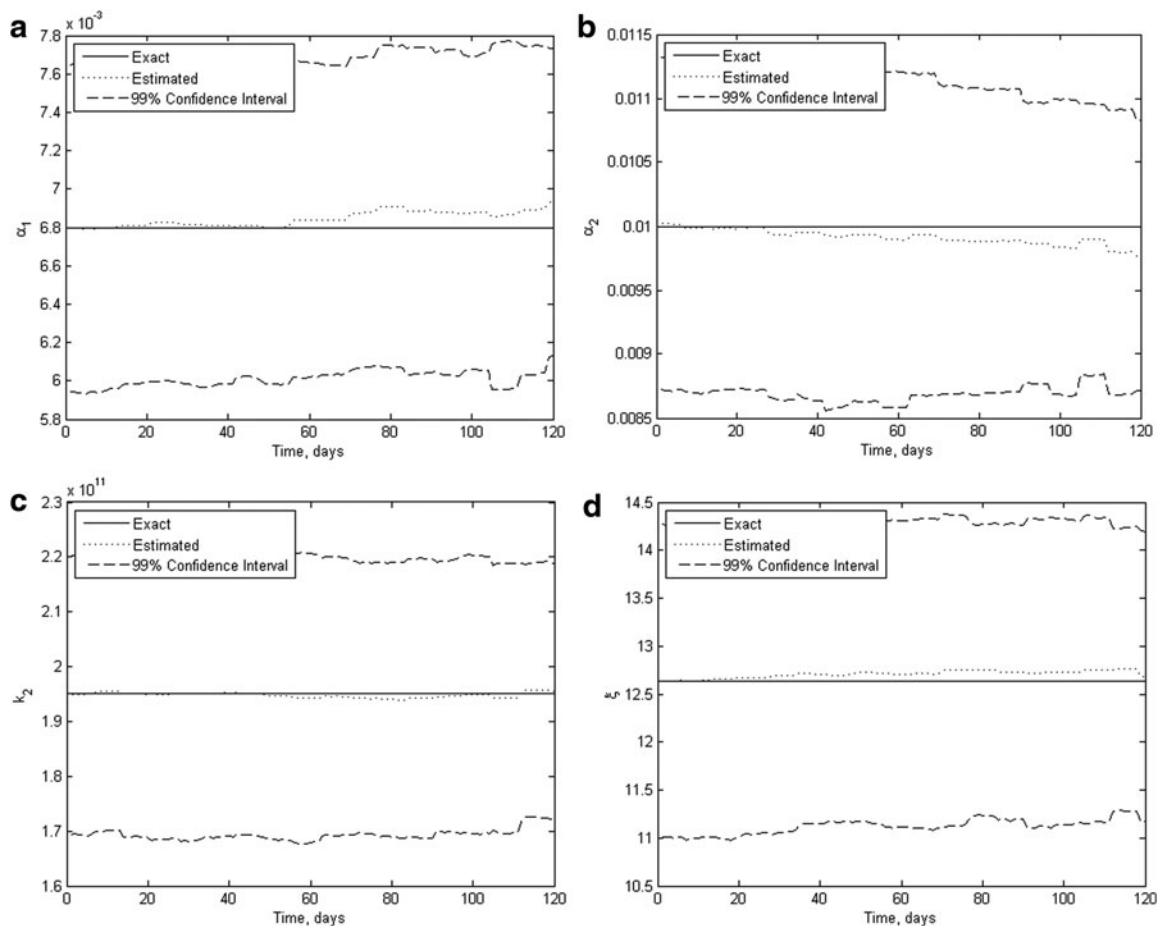 a
x 10⁻³
7.8
7.6
7.4
7.2
7
6.8
6.6
6.4
6.2
6
5.8
α₁
Exact
Estimated
99% Confidence Interval
0 20 40 60 80 100 120
Time, days
b
0.0115
0.011
0.0105
0.01
0.0095
0.009
0.0085
α₂
Exact
Estimated
99% Confidence Interval
0 20 40 60 80 100 120
Time, days
c
x 10¹¹
2.3
2.2
2.1
2
1.9
1.8
1.7
1.6
k₂
Exact
Estimated
99% Confidence Interval
0 20 40 60 80 100 120
Time, days
d
14.5
14
13.5
13
12.5
12
11.5
11
10.5
ξ
Exact
Estimated
99% Confidence Interval
0 20 40 60 80 100 120
Time, days